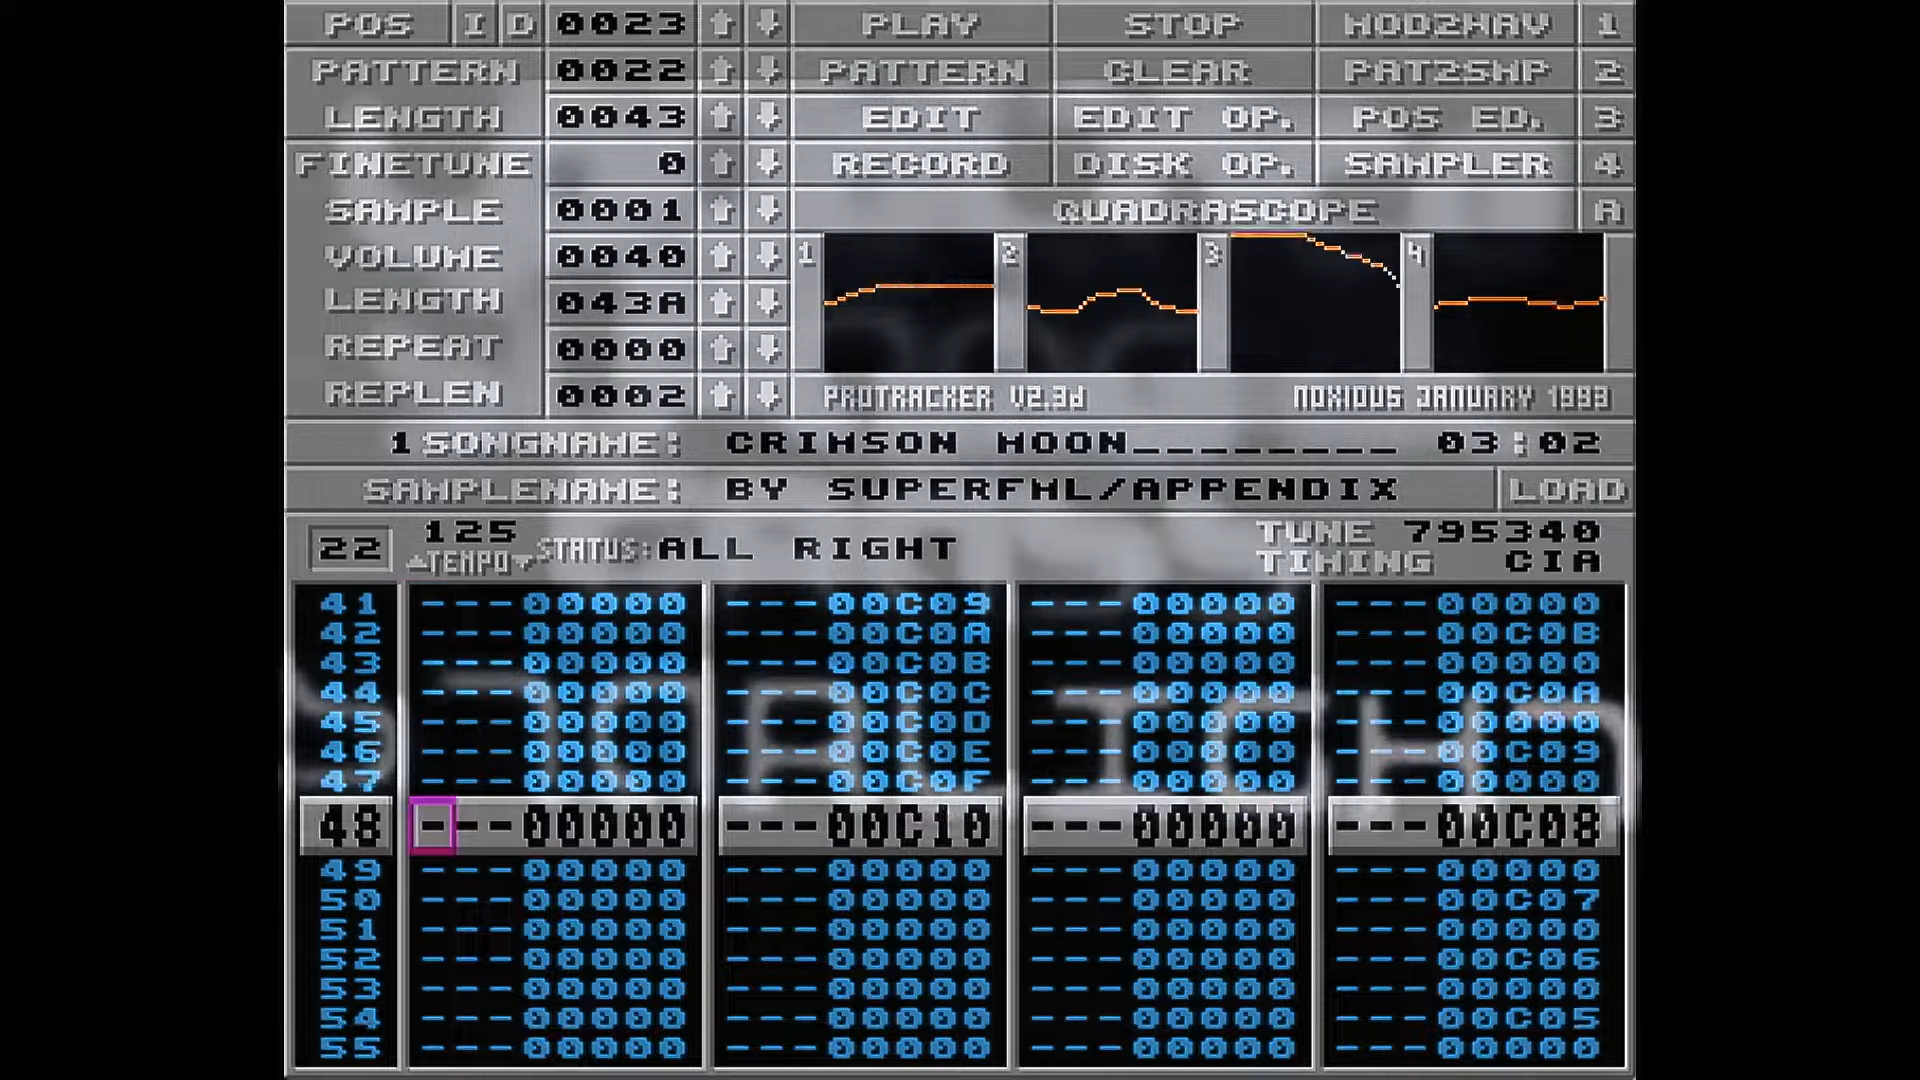 POS I D 0023 PLAY STOP MOD2WAV 1
PATTERN 0022 PATTERN CLEAR PAT2SMP 2
LENGTH 0043 EDIT EDIT OP. POS ED. 3
FINETUNE 0 RECORD DISK OP. SAMPLER 4
SAMPLE 0001 QUADRASCOPE A
VOLUME 0040 1 2 3 4
LENGTH 043A
REPEAT 0000
REPLEN 0002 PROTRACKER V2.3d NOXIOUS JANUARY 1993
1 SONGNAME: CRIMSON MOON________ 03:02
SAMPLENAME: BY SUPERFML/APPENDIX LOAD
22 125 TEMPO STATUS: ALL RIGHT TUNE 795340
TIMING CIA
41 ---00000 ---00C09 ---00000 ---00000
42 ---00000 ---00C0A ---00000 ---00C0B
43 ---00000 ---00C0B ---00000 ---00000
44 ---00000 ---00C0C ---00000 ---00C0A
45 ---00000 ---00C0D ---00000 ---00000
46 ---00000 ---00C0E ---00000 ---00C09
47 ---00000 ---00C0F ---00000 ---00000
48 ---00000 ---00C10 ---00000 ---00C08
49 ---00000 ---00000 ---00000 ---00000
50 ---00000 ---00000 ---00000 ---00C07
51 ---00000 ---00000 ---00000 ---00000
52 ---00000 ---00000 ---00000 ---00C06
53 ---00000 ---00000 ---00000 ---00000
54 ---00000 ---00000 ---00000 ---00C05
55 ---00000 ---00000 ---00000 ---00000